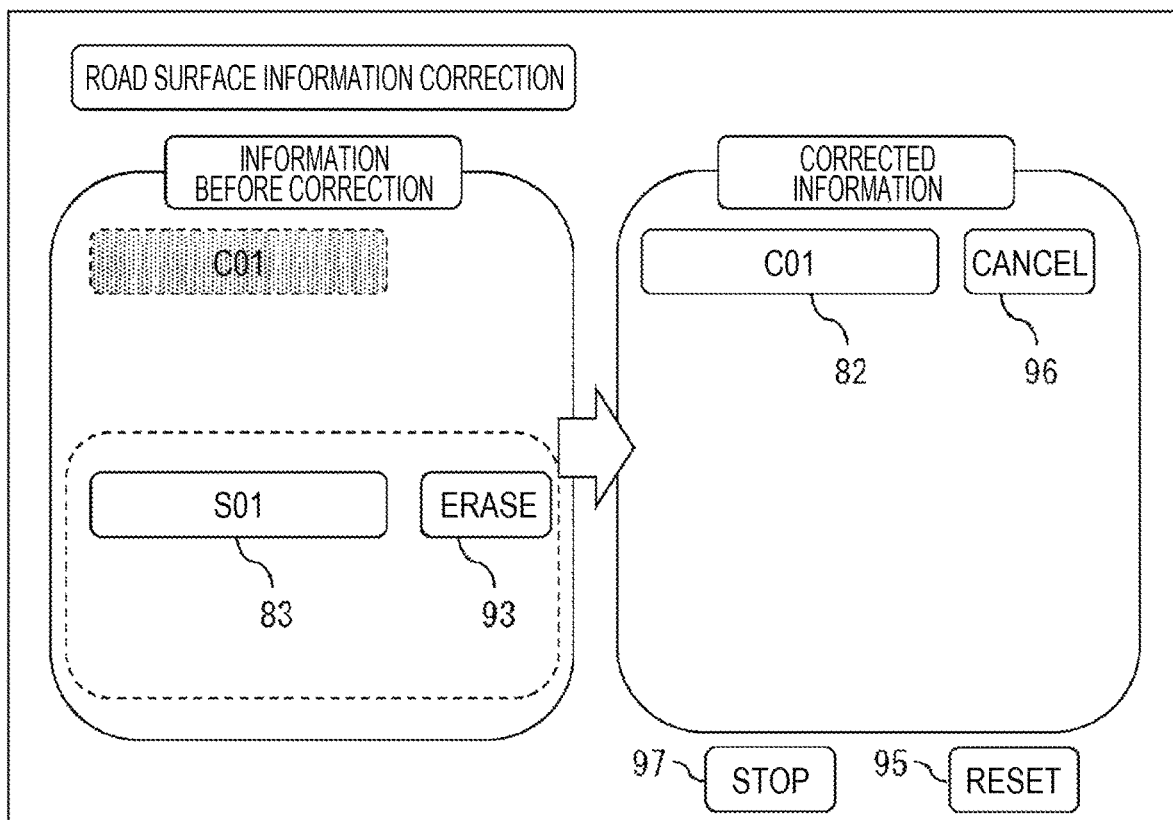 ROAD SURFACE INFORMATION CORRECTION
INFORMATION
BEFORE CORRECTION
C01
S01
ERASE
83
93
CORRECTED
INFORMATION
C01
CANCEL
82
96
97
STOP
95
RESET